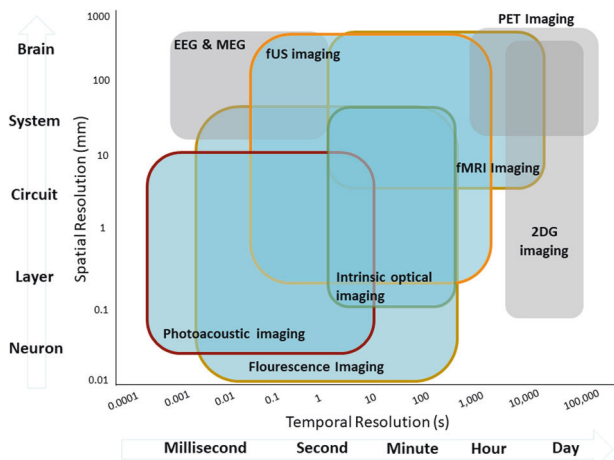 PET Imaging
1000
EEG & MEG
fUS imaging
Brain
100
System
10
fMRI Imaging
Circuit
Spatial Resolution (mm)
1
2DG
imaging
Layer
Intrinsic optical
imaging
0.1
Photoacoustic imaging
Neuron
Flourescence Imaging
0.01
0.0001
0.001
0.01
0.1
1
10
100
1,000
10,000
100,000
Temporal Resolution (s)
Millisecond Second Minute Hour Day